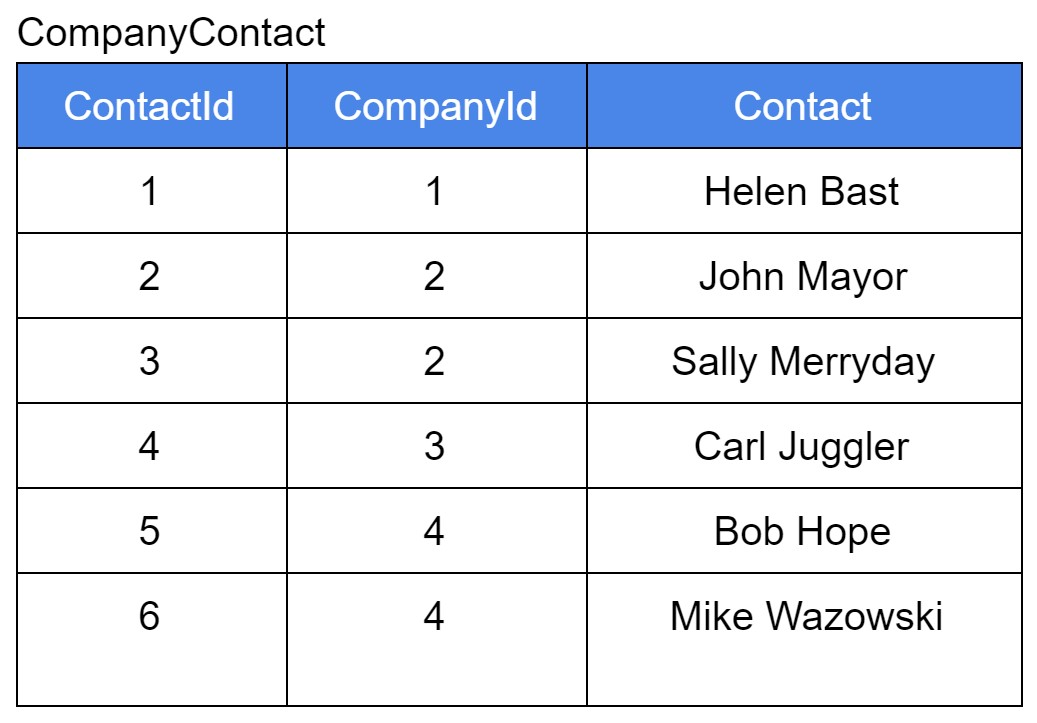 CompanyContact
ContactId CompanyId Contact
1 1 Helen Bast
2 2 John Mayor
3 2 Sally Merryday
4 3 Carl Juggler
5 4 Bob Hope
6 4 Mike Wazowski